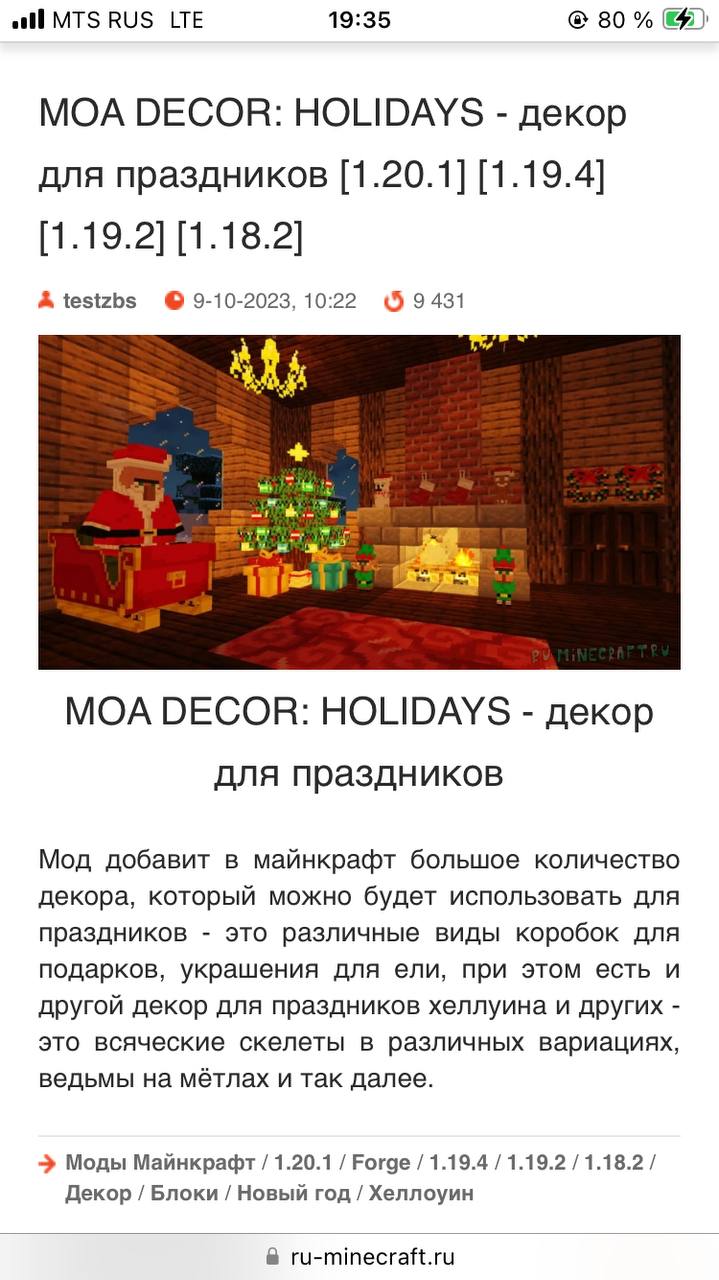 MTS RUS LTE 19:35 80 %
MOA DECOR: HOLIDAYS - декор
для праздников [1.20.1] [1.19.4]
[1.19.2] [1.18.2]
testzbs 9-10-2023, 10:22 9 431
RU-MINECRAFT.RU
MOA DECOR: HOLIDAYS - декор
для праздников
Мод добавит в майнкрафт большое количество
декора, который можно будет использовать для
праздников - это различные виды коробок для
подарков, украшения для ели, при этом есть и
другой декор для праздников хеллуина и других -
это всяческие скелеты в различных вариациях,
ведьмы на мётлах и так далее.
Моды Майнкрафт / 1.20.1 / Forge / 1.19.4 / 1.19.2 / 1.18.2 /
Декор / Блоки / Новый год / Хеллоуин
ru-minecraft.ru